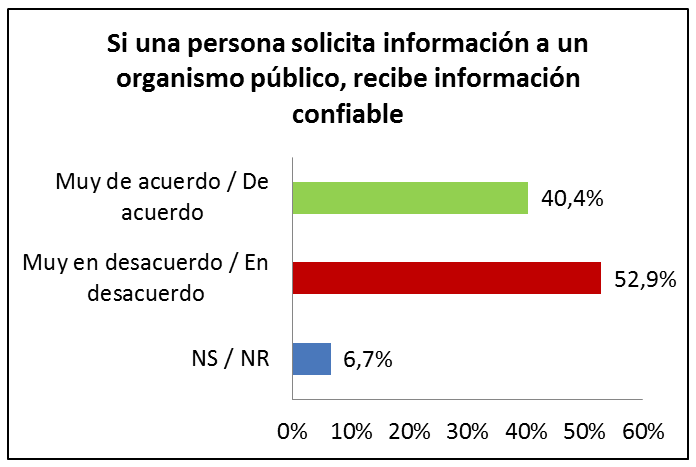 Si una persona solicita información a un
organismo público, recibe información
confiable
Muy de acuerdo / De
acuerdo
40,4%
Muy en desacuerdo / En
desacuerdo
52,9%
NS / NR
6,7%
0% 10% 20% 30% 40% 50% 60%